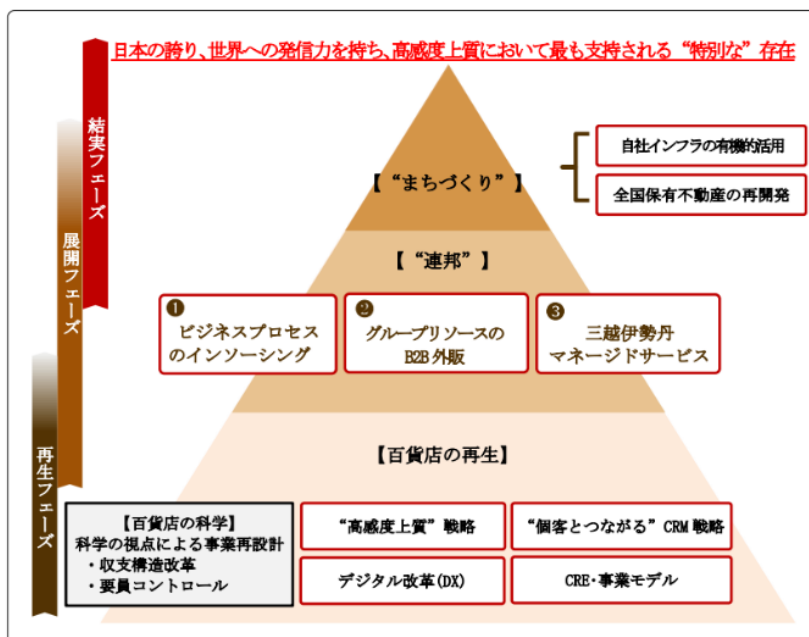 日本の誇り、世界への発信力を持ち、高感度上質において最も支持される“特別な”存在
結実フェーズ
展開フェーズ
再生フェーズ
【“まちづくり”】
自社インフラの有機的活用
全国保有不動産の再開発
【“連邦”】
❶
ビジネスプロセス
のインソーシング
❷
グループリソースの
B2B外販
❸
三越伊勢丹
マネージドサービス
【百貨店の再生】
【百貨店の科学】
科学の視点による事業再設計
・収支構造改革
・要員コントロール
“高感度上質”戦略
“個客とつながる”CRM戦略
デジタル改革(DX)
CRE・事業モデル